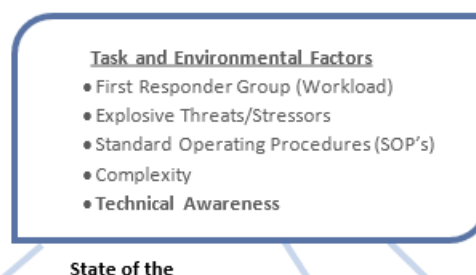 Task and Environmental Factors
• First Responder Group (Workload)
• Explosive Threats/Stressors
• Standard Operating Procedures (SOP's)
• Complexity
• Technical Awareness
State of the